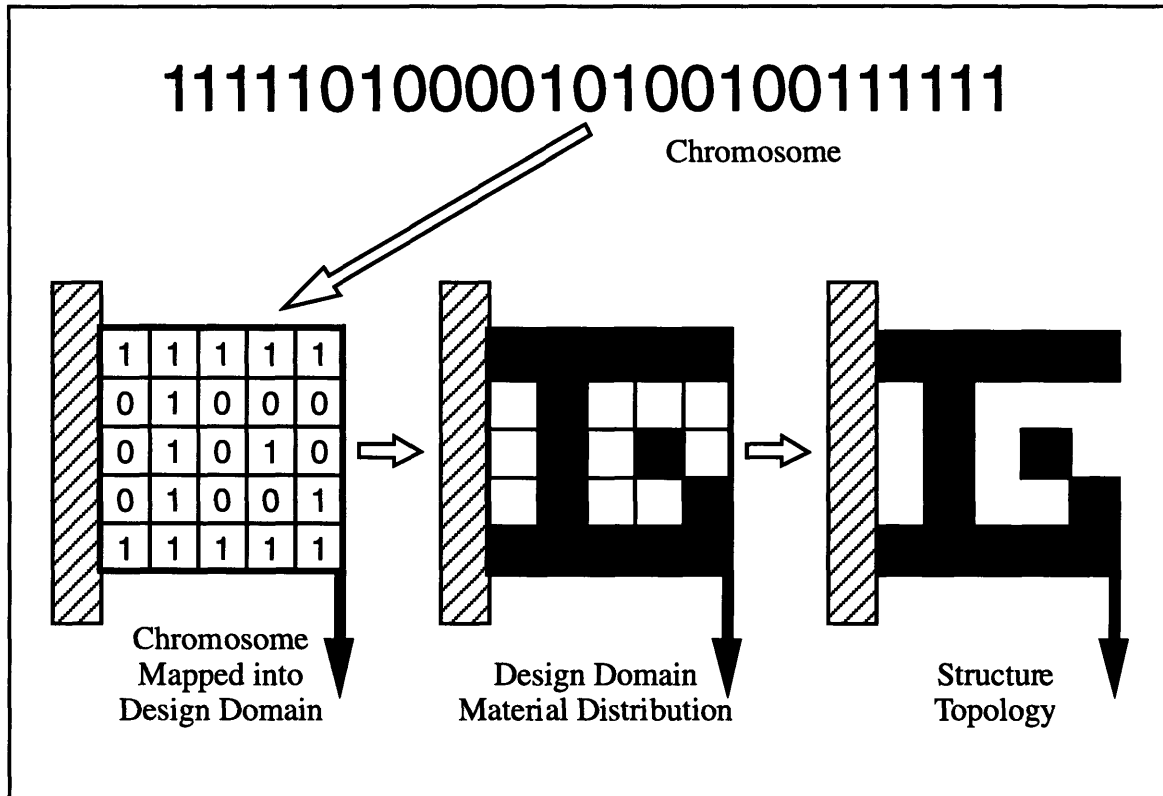 1111101000010100100111111
Chromosome
1 1 1 1 1
0 1 0 0 0
0 1 0 1 0
0 1 0 0 1
1 1 1 1 1
Chromosome
Mapped into
Design Domain
Design Domain
Material Distribution
Structure
Topology